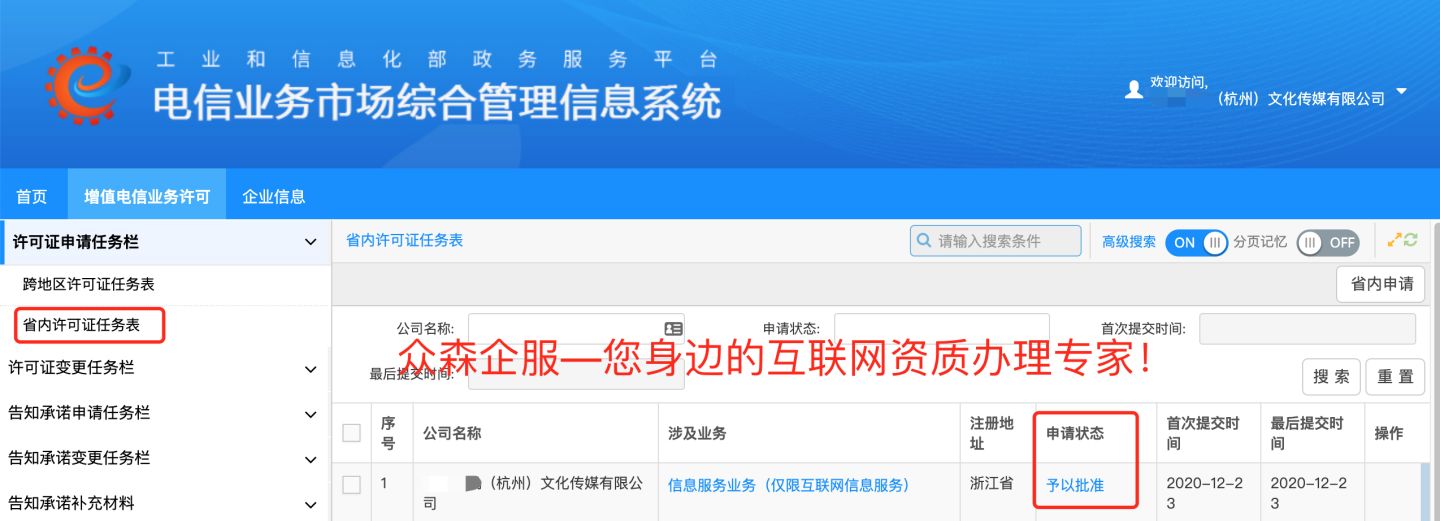 工业和信息化部政务服务平台
电信业务市场综合管理信息系统
欢迎访问,
（杭州）文化传媒有限公司
首页
增值电信业务许可
企业信息
许可证申请任务栏
跨地区许可证任务表
省内许可证任务表
许可证变更任务栏
告知承诺申请任务栏
告知承诺变更任务栏
告知承诺补充材料
省内许可证任务表
请输入搜索条件
高级搜索
ON
分页记忆
OFF
省内申请
公司名称:
申请状态:
首次提交时间:
最后提交时间:
众森企服—您身边的互联网资质办理专家！
搜 索
重 置
序
号
公司名称
涉及业务
注册地
址
申请状态
首次提交时
间
最后提交时
间
操作
1
（杭州）文化传媒有限公
司
信息服务业务（仅限互联网信息服务）
浙江省
予以批准
2020-12-2
3
2020-12-2
3